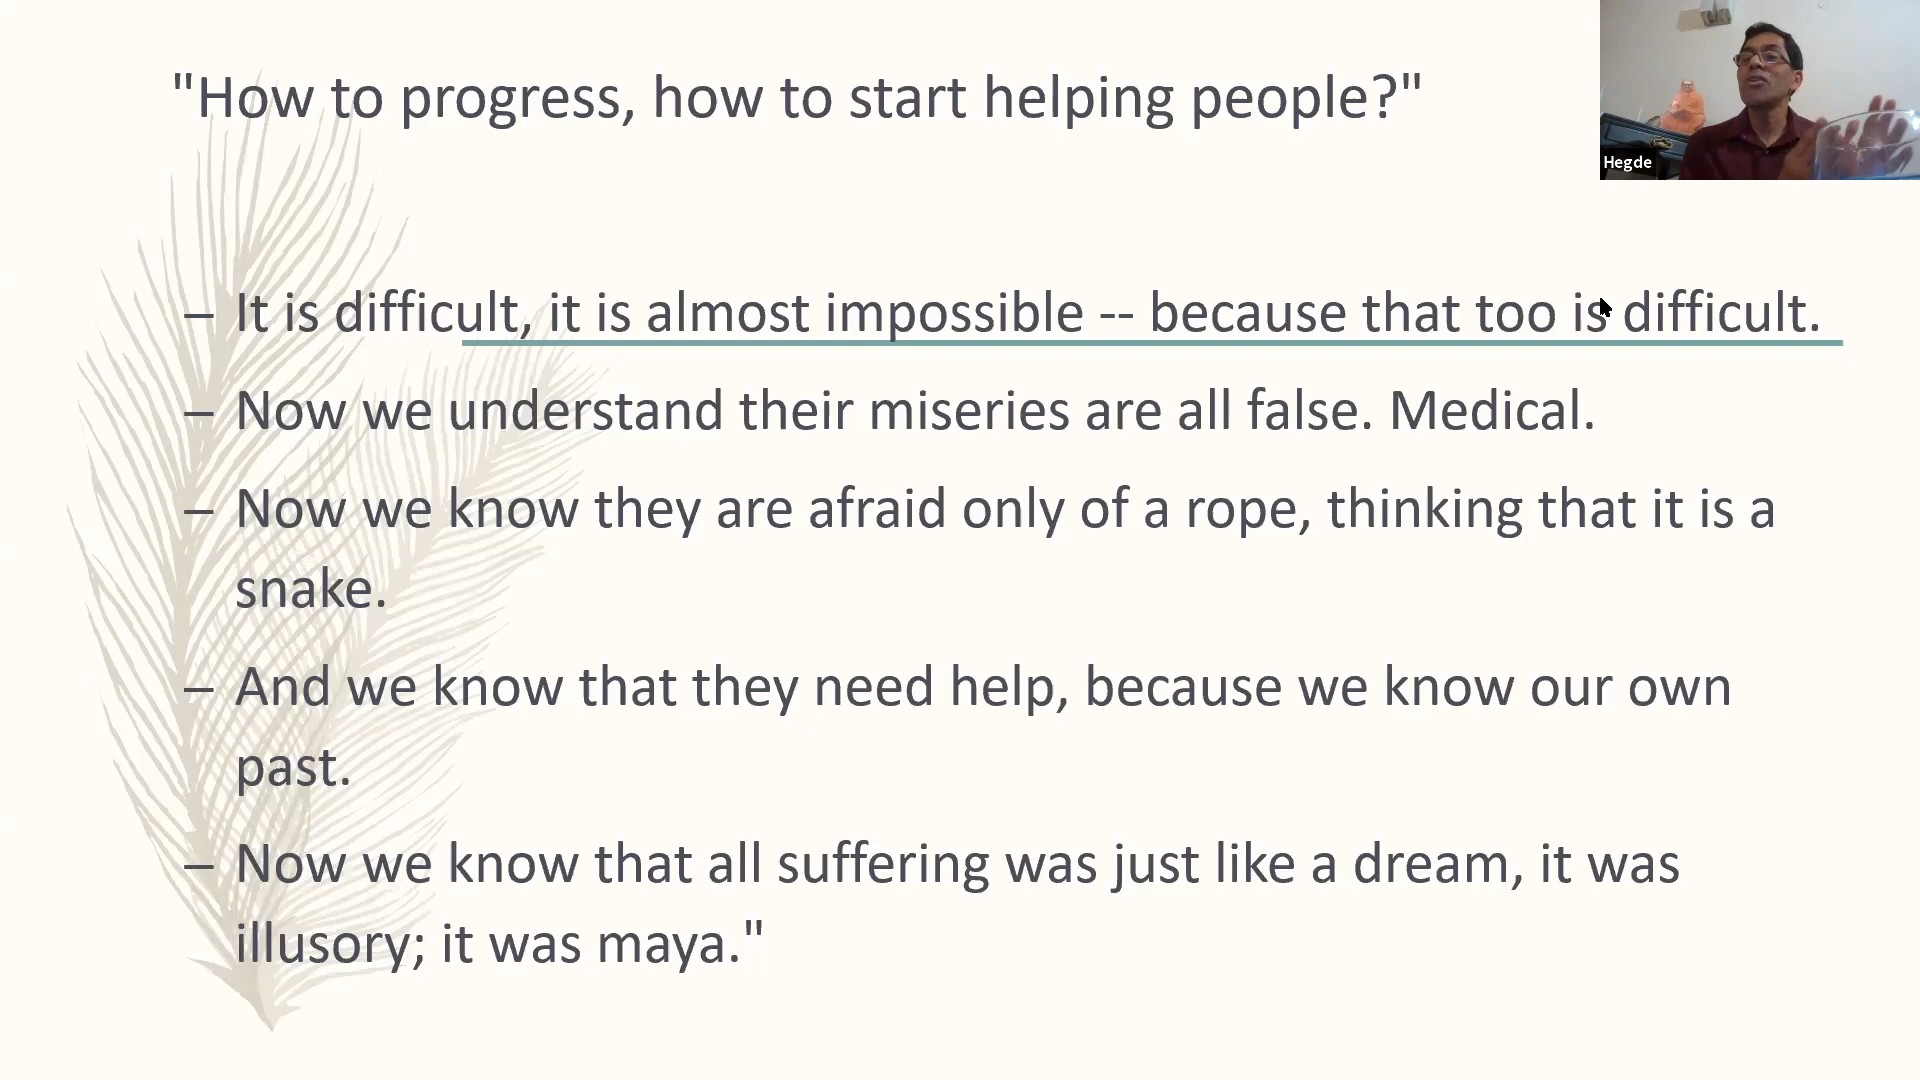 "How to progress, how to start helping people?"
Hegde
– It is difficult, it is almost impossible -- because that too is difficult.
– Now we understand their miseries are all false. Medical.
– Now we know they are afraid only of a rope, thinking that it is a
snake.
– And we know that they need help, because we know our own
past.
– Now we know that all suffering was just like a dream, it was
illusory; it was maya."